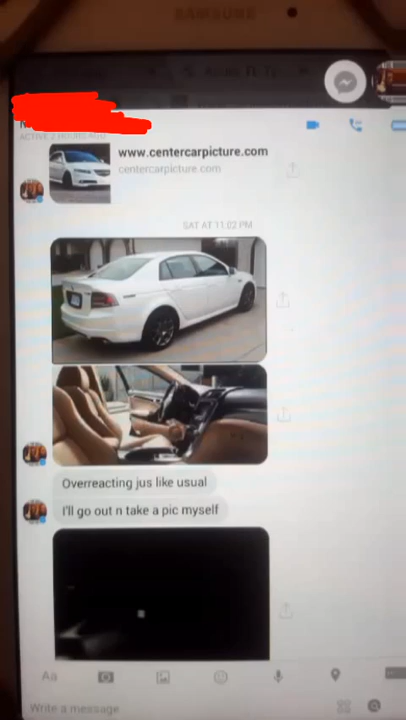 SAMSUNG
ACTIVE 2 HOURS AGO
www.centercarpicture.com
centercarpicture.com
SAT AT 11:02 PM
Overreacting jus like usual
I'll go out n take a pic myself
Aa
Write a message